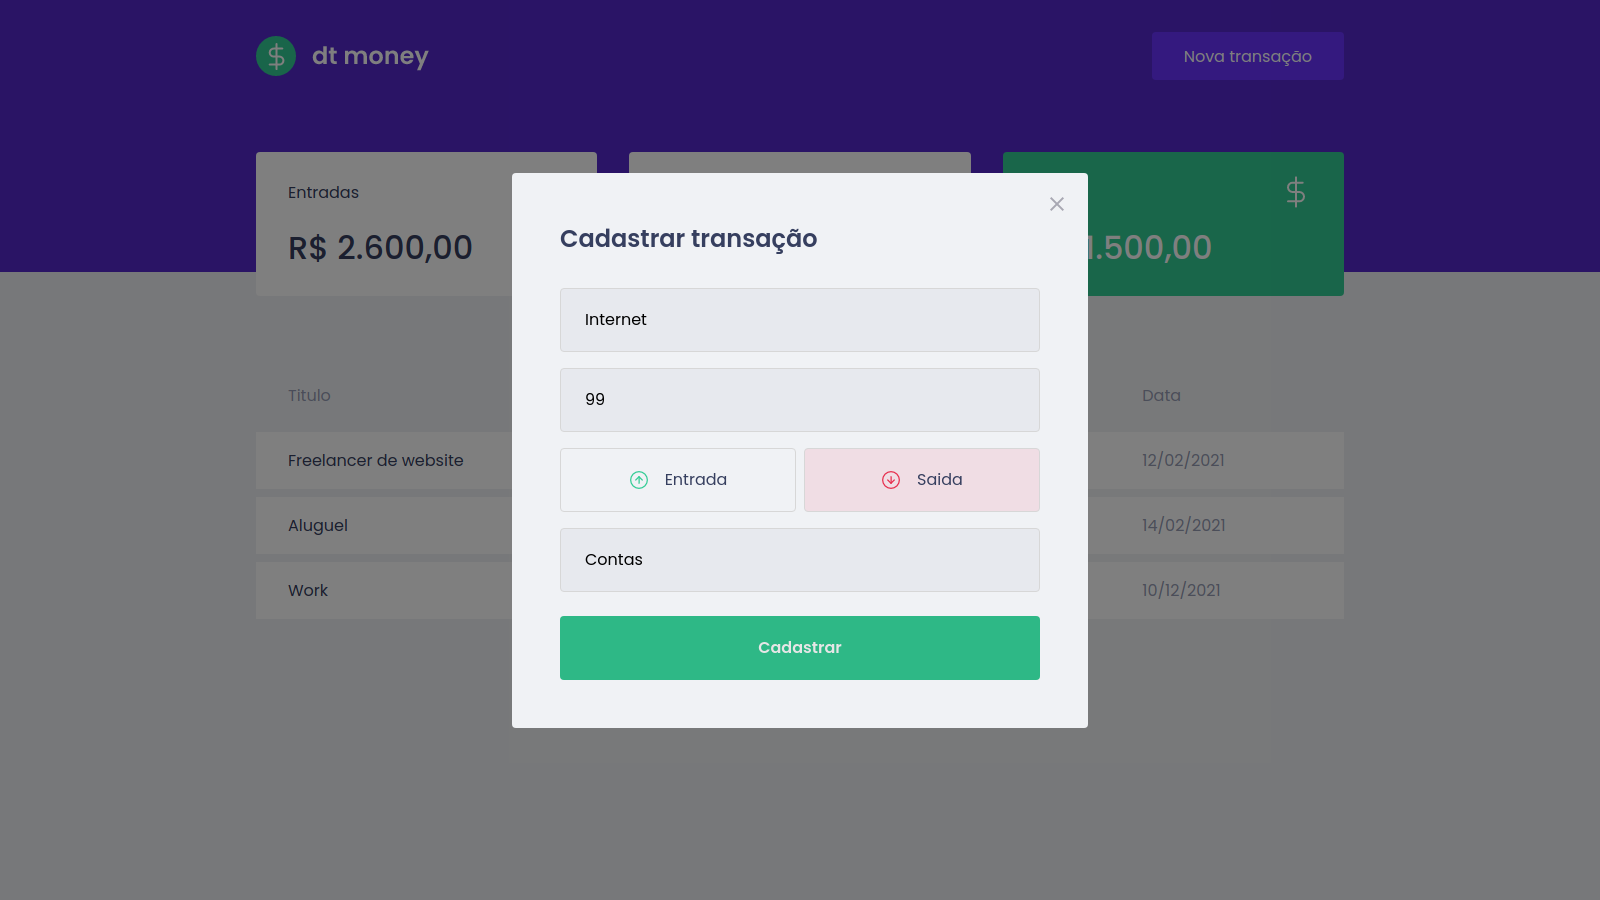 dt money
Nova transação
Entradas
R$ 2.600,00
1.500,00
Cadastrar transação
Internet
99
Entrada
Saida
Contas
Cadastrar
Titulo
Data
Freelancer de website
12/02/2021
Aluguel
14/02/2021
Work
10/12/2021